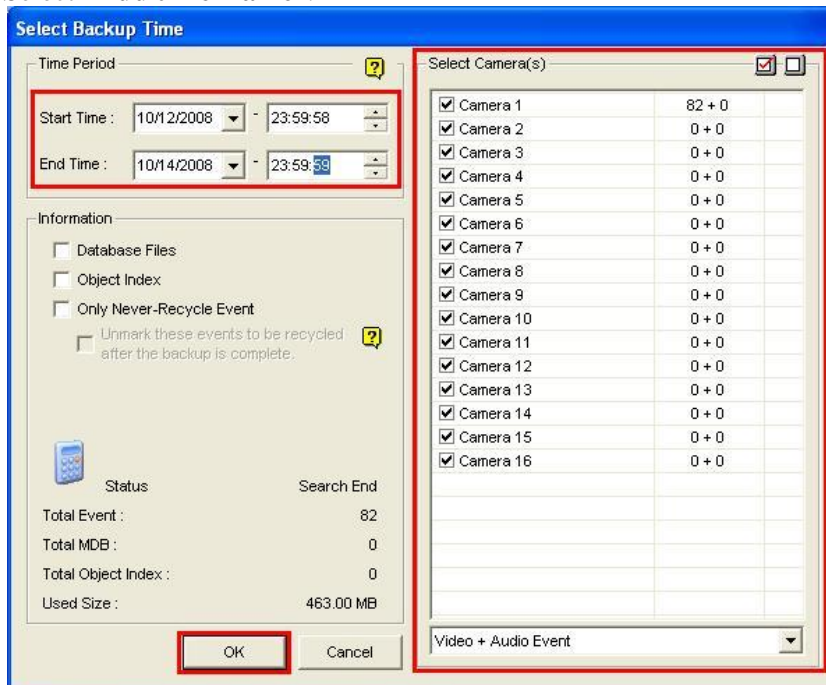 Select Backup Time
Time Period
Start Time : 10/12/2008 - 23:59:58
End Time : 10/14/2008 - 23:59:59
Information
Database Files
Object Index
Only Never-Recycle Event
Unmark these events to be recycled
after the backup is complete.
Status Search End
Total Event : 82
Total MDB : 0
Total Object Index : 0
Used Size : 463.00 MB
OK Cancel
Select Camera(s)
Camera 1 82 + 0
Camera 2 0 + 0
Camera 3 0 + 0
Camera 4 0 + 0
Camera 5 0 + 0
Camera 6 0 + 0
Camera 7 0 + 0
Camera 8 0 + 0
Camera 9 0 + 0
Camera 10 0 + 0
Camera 11 0 + 0
Camera 12 0 + 0
Camera 13 0 + 0
Camera 14 0 + 0
Camera 15 0 + 0
Camera 16 0 + 0
Video + Audio Event